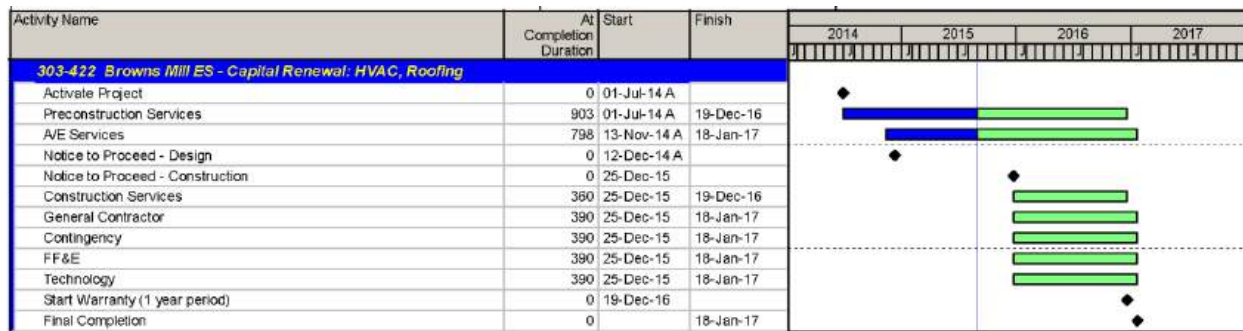 Activity Name At Completion Duration Start Finish
2014 2015 2016 2017
J J J J J J J
303-422 Browns Mill ES - Capital Renewal: HVAC, Roofing
Activate Project 0 01-Jul-14 A
Preconstruction Services 903 01-Jul-14 A 19-Dec-16
A/E Services 798 13-Nov-14 A 18-Jan-17
Notice to Proceed - Design 0 12-Dec-14 A
Notice to Proceed - Construction 0 25-Dec-15
Construction Services 360 25-Dec-15 19-Dec-16
General Contractor 390 25-Dec-15 18-Jan-17
Contingency 390 25-Dec-15 18-Jan-17
FF&E 390 25-Dec-15 18-Jan-17
Technology 390 25-Dec-15 18-Jan-17
Start Warranty (1 year period) 0 19-Dec-16
Final Completion 0 18-Jan-17